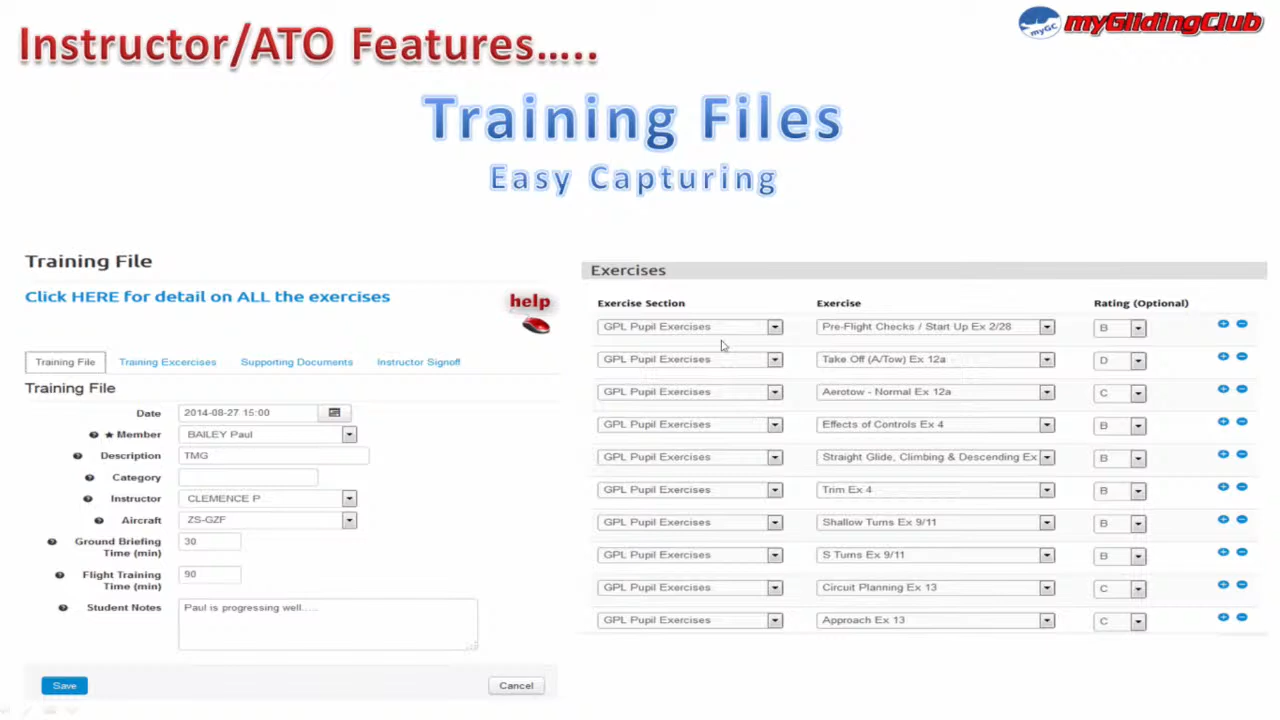 Instructor/ATO Features.....
myGC
myGlidingClub
Training Files
Easy Capturing
Training File
Click HERE for detail on ALL the exercises
help
Training File Training Excercises Supporting Documents Instructor Signoff
Training File
Date 2014-08-27 15:00
Member BAILEY Paul
Description TMG
Category
Instructor CLEMENCE P
Aircraft ZS-GZF
Ground Briefing
Time (min) 30
Flight Training
Time (min) 90
Student Notes Paul is progressing well.....
Save Cancel
Exercises
Exercise Section Exercise Rating (Optional)
GPL Pupil Exercises Pre-Flight Checks / Start Up Ex 2/28 B
GPL Pupil Exercises Take Off (A/Tow) Ex 12a D
GPL Pupil Exercises Aerotow - Normal Ex 12a C
GPL Pupil Exercises Effects of Controls Ex 4 B
GPL Pupil Exercises Straight Glide, Climbing & Descending Ex B
GPL Pupil Exercises Trim Ex 4 B
GPL Pupil Exercises Shallow Turns Ex 9/11 B
GPL Pupil Exercises S Turns Ex 9/11 B
GPL Pupil Exercises Circuit Planning Ex 13 C
GPL Pupil Exercises Approach Ex 13 C